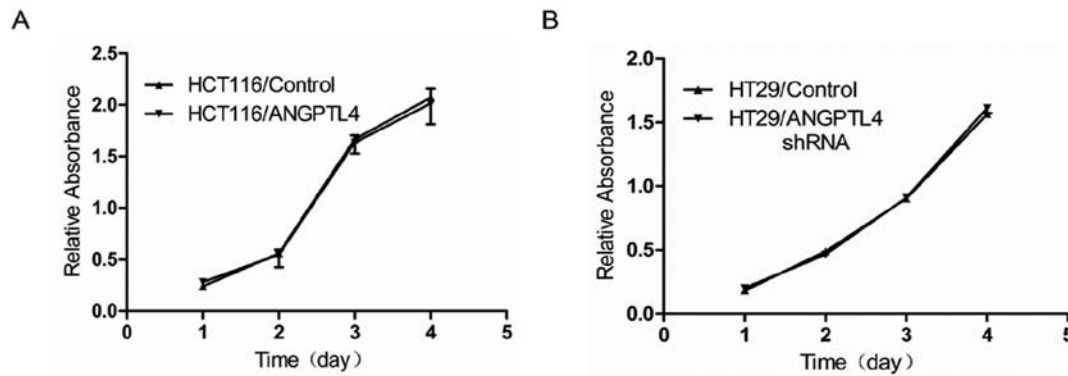 A
Relative Absorbance
2.5
2.0
1.5
1.0
0.5
0.0
HCT116/Control
HCT116/ANGPTL4
0 1 2 3 4 5
Time (day)
B
Relative Absorbance
2.0
1.5
1.0
0.5
0.0
HT29/Control
HT29/ANGPTL4
shRNA
0 1 2 3 4 5
Time (day)